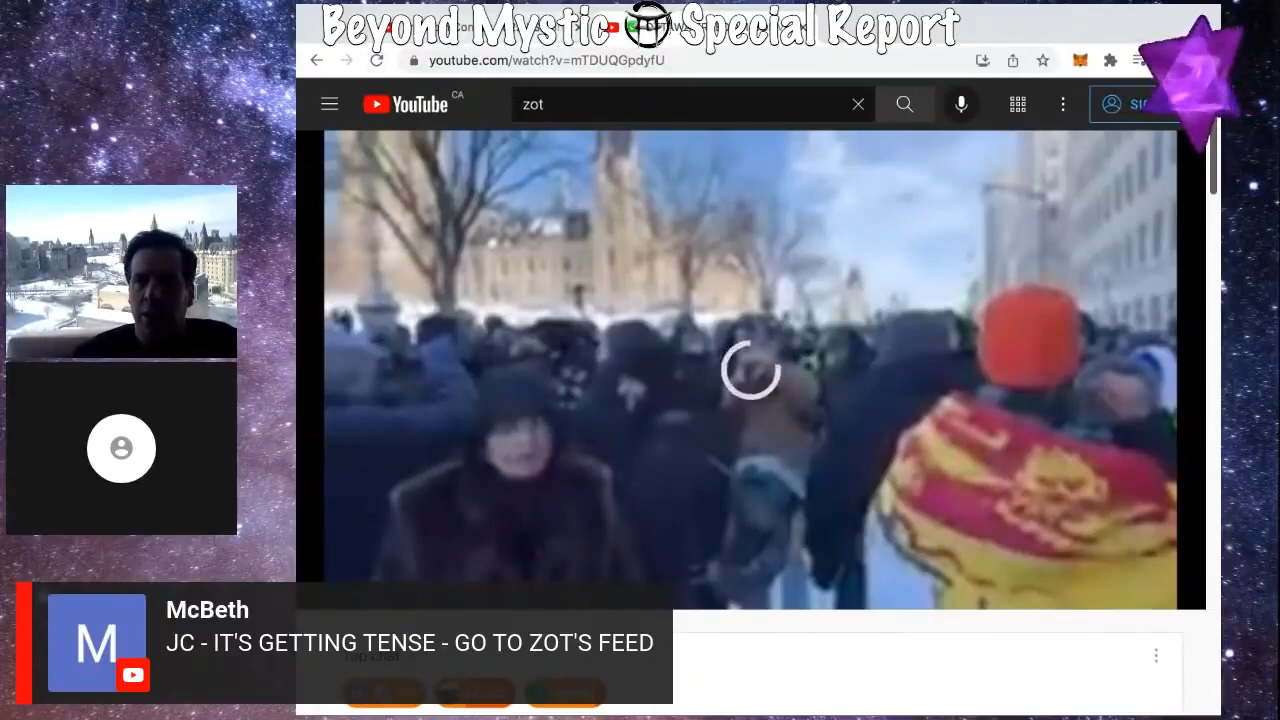 Beyond Mystic Special Report
youtube.com/watch?v=mTDUQGpdyfU
YouTube CA
zot
McBeth
M
JC - IT'S GETTING TENSE - GO TO ZOT'S FEED